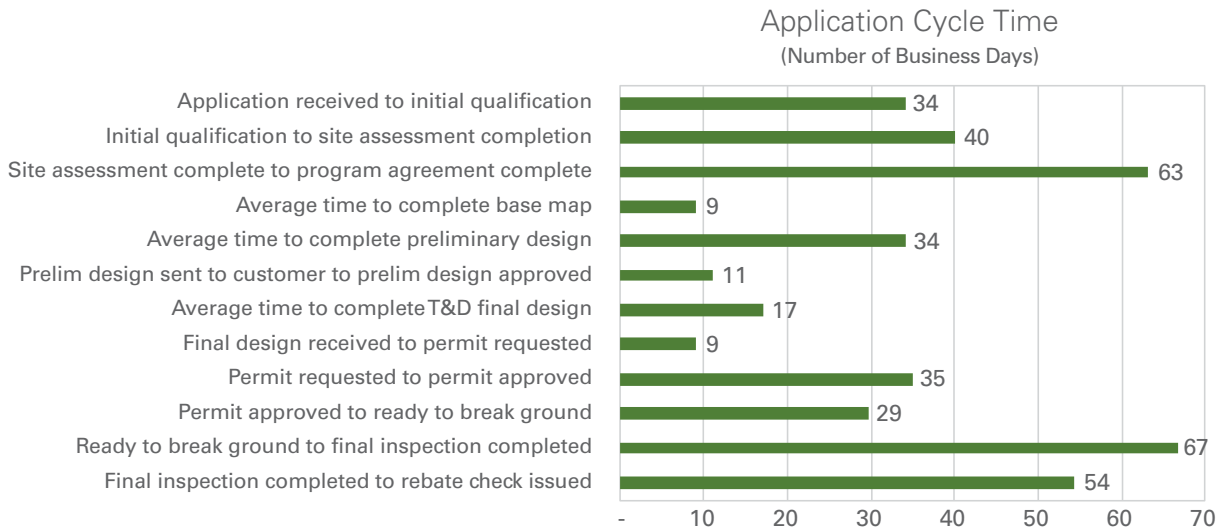 Application Cycle Time
(Number of Business Days)
Application received to initial qualification 34
Initial qualification to site assessment completion 40
Site assessment complete to program agreement complete 63
Average time to complete base map 9
Average time to complete preliminary design 34
Prelim design sent to customer to prelim design approved 11
Average time to complete T&D final design 17
Final design received to permit requested 9
Permit requested to permit approved 35
Permit approved to ready to break ground 29
Ready to break ground to final inspection completed 67
Final inspection completed to rebate check issued 54
- 10 20 30 40 50 60 70